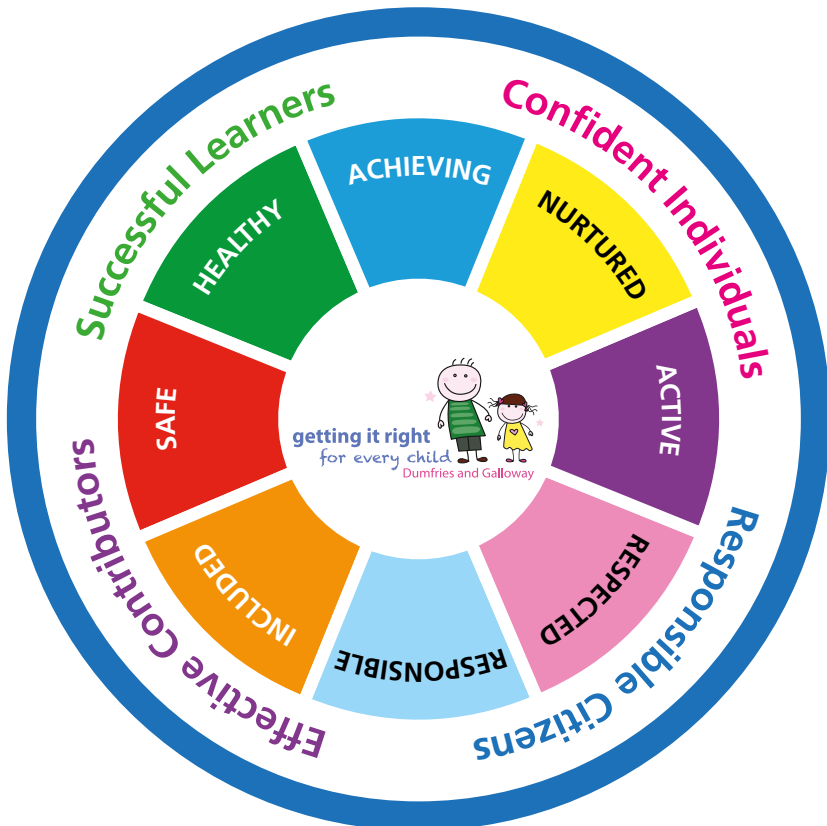 Successful Learners
Confident Individuals
Responsible Citizens
Effective Contributors
SAFE
HEALTHY
ACHIEVING
NURTURED
ACTIVE
RESPECTED
RESPONSIBLE
INCLUDED
getting it right
for every child
Dumfries and Galloway